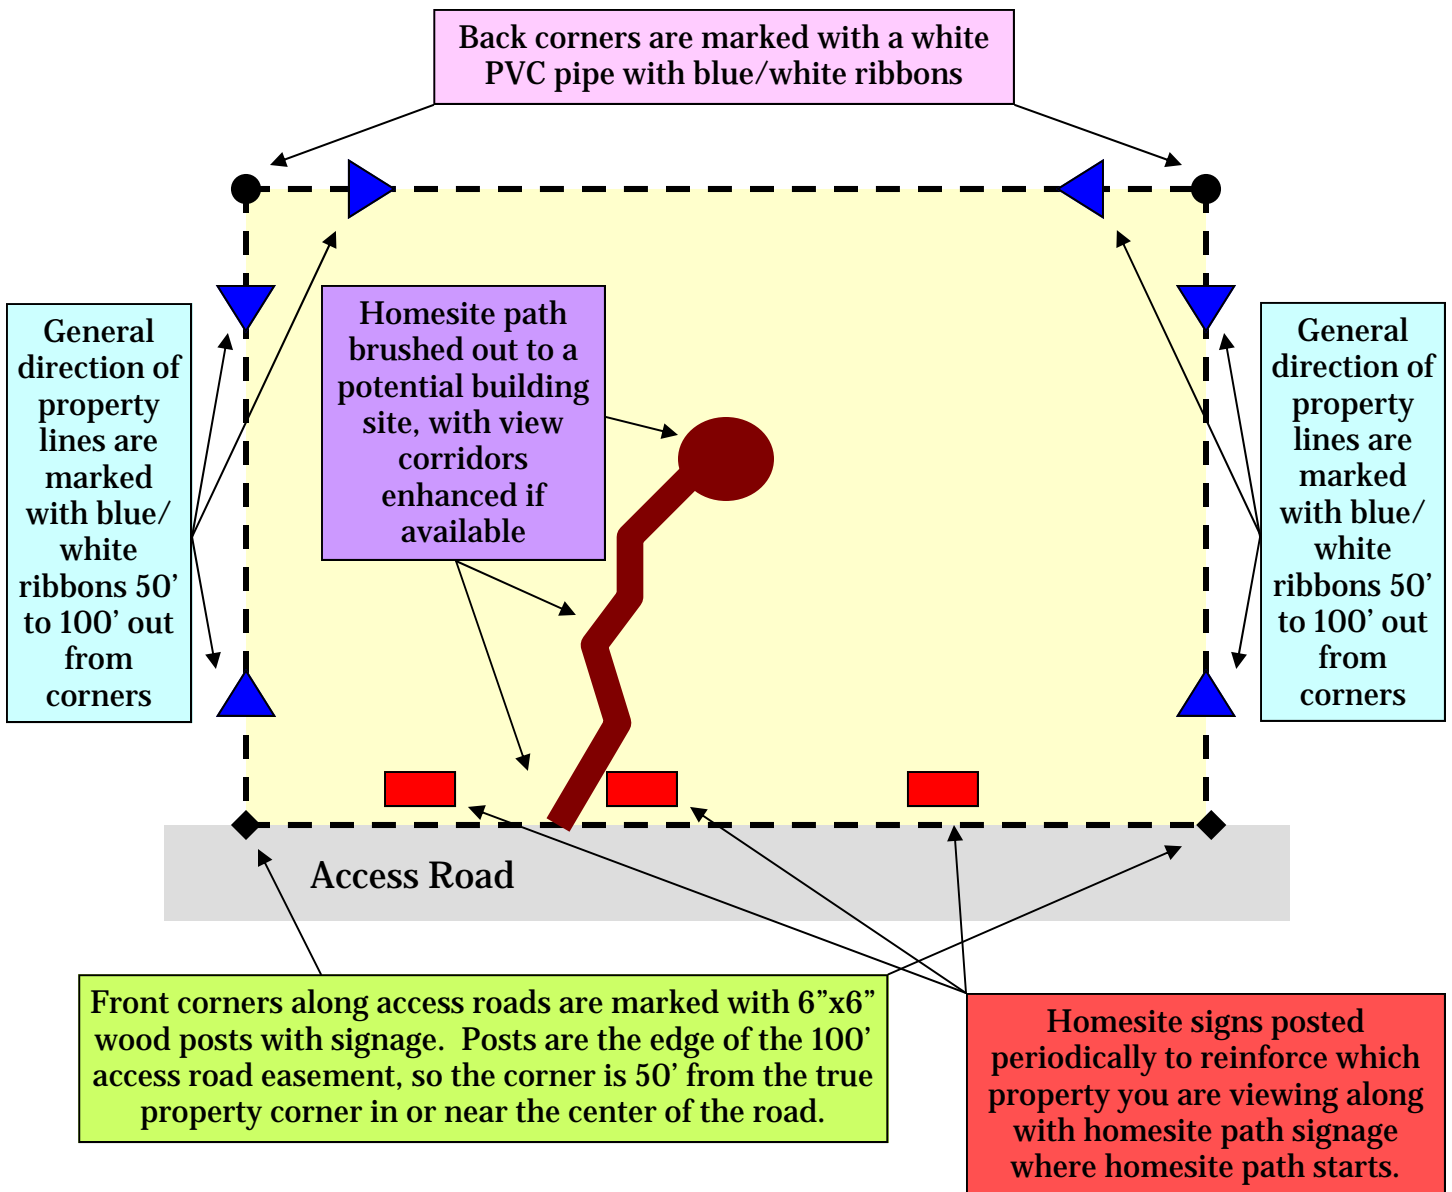 Back corners are marked with a white
PVC pipe with blue/white ribbons
General
direction of
property
lines are
marked
with blue/
white
ribbons 50’
to 100’ out
from
corners
Homesite path
brushed out to a
potential building
site, with view
corridors
enhanced if
available
General
direction of
property
lines are
marked
with blue/
white
ribbons 50’
to 100’ out
from
corners
Access Road
Front corners along access roads are marked with 6”x6”
wood posts with signage.  Posts are the edge of the 100’
access road easement, so the corner is 50’ from the true
property corner in or near the center of the road.
Homesite signs posted
periodically to reinforce which
property you are viewing along
with homesite path signage
where homesite path starts.